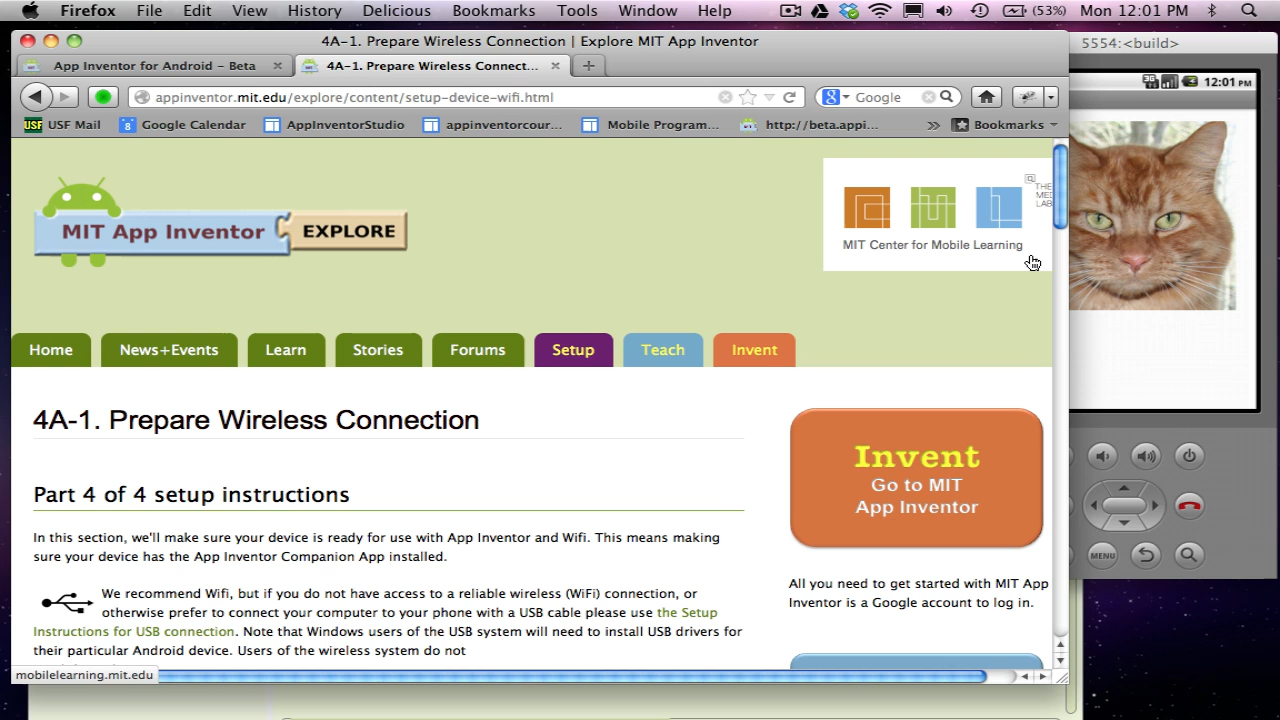 Firefox File Edit View History Delicious Bookmarks Tools Window Help (53%) Mon 12:01 PM
4A-1. Prepare Wireless Connection | Explore MIT App Inventor
5554:<build>
App Inventor for Android – Beta
4A-1. Prepare Wireless Connect...
3G 12:01 PM
appinventor.mit.edu/explore/content/setup-device-wifi.html
Google
USF USF Mail 8 Google Calendar AppInventorStudio appinventorcour... Mobile Program... http://beta.appi... » Bookmarks
MIT App Inventor EXPLORE
MIT Center for Mobile Learning
THE
MED
LAB
Home News+Events Learn Stories Forums Setup Teach Invent
4A-1. Prepare Wireless Connection
Part 4 of 4 setup instructions
In this section, we'll make sure your device is ready for use with App Inventor and Wifi. This means making
sure your device has the App Inventor Companion App installed.
We recommend Wifi, but if you do not have access to a reliable wireless (WiFi) connection, or
otherwise prefer to connect your computer to your phone with a USB cable please use the Setup
Instructions for USB connection. Note that Windows users of the USB system will need to install USB drivers for
their particular Android device. Users of the wireless system do not
Invent
Go to MIT
App Inventor
All you need to get started with MIT App
Inventor is a Google account to log in.
MENU
mobilelearning.mit.edu